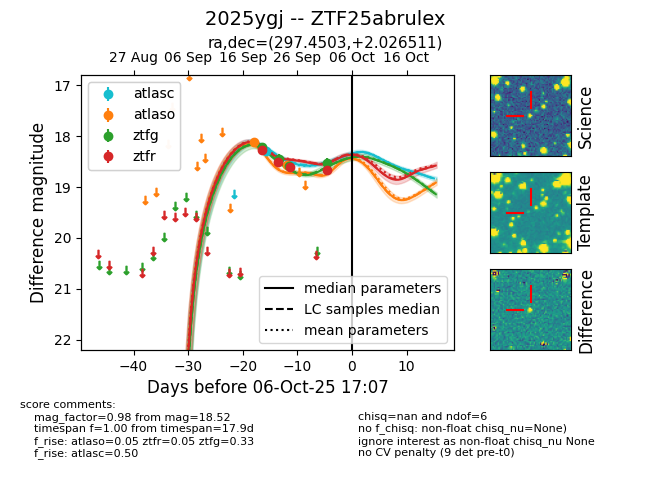 2025ygj -- ZTF25abrulex
ra,dec=(297.4503,+2.026511)
27 Aug 06 Sep 16 Sep 26 Sep 06 Oct 16 Oct
17
18
19
20
21
22
Difference magnitude
atlasc
atlaso
ztfg
ztfr
median parameters
LC samples median
mean parameters
−40 −30 −20 −10 0 10
Days before 06-Oct-25 17:07
Science
Template
Difference
score comments:
mag_factor=0.98 from mag=18.52
timespan f=1.00 from timespan=17.9d
f_rise: atlaso=0.05 ztfr=0.05 ztfg=0.33
f_rise: atlasc=0.50
chisq=nan and ndof=6
no f_chisq: non-float chisq_nu=None)
ignore interest as non-float chisq_nu None
no CV penalty (9 det pre-t0)